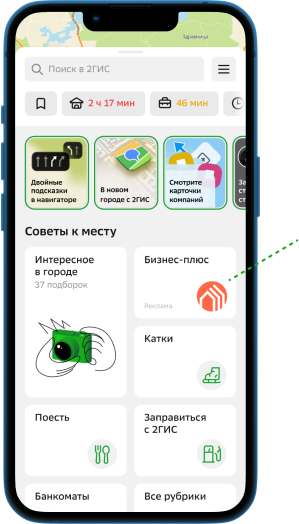 Здравница
Поиск в 2ГИС
2 ч 17 мин
46 мин
Двойные
подсказки
в навигаторе
В новом
городе с 2ГИС
Смотрите
карточки
компаний
За
ст
ст
Советы к месту
Интересное
в городе
37 подборок
Бизнес-плюс
Реклама
Катки
Поесть
Заправиться
с 2ГИС
Банкоматы
Все рубрики